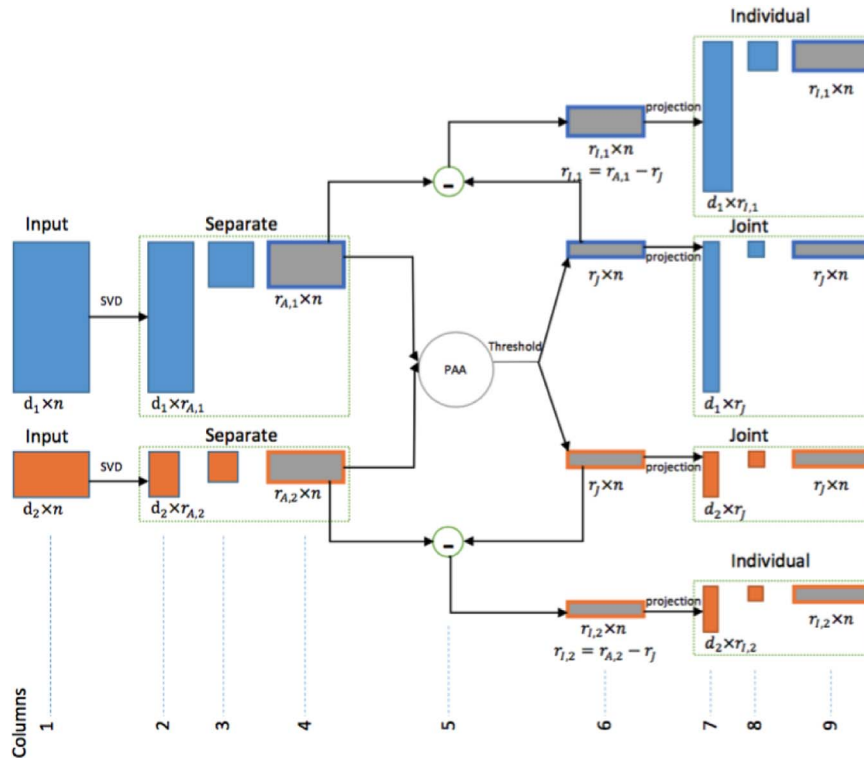 Individual
projection
r_{I,1}×n
r_{I,1}×n
r_{I,1} = r_{A,1} − r_J
d_1×r_{I,1}
Input
Separate
Joint
SVD
r_{A,1}×n
r_J×n
projection
r_J×n
Threshold
PAA
d_1×n
d_1×r_{A,1}
d_1×r_J
Input
Separate
Joint
SVD
projection
d_2×n
d_2×r_{A,2}
r_{A,2}×n
r_J×n
d_2×r_J
r_J×n
-
-
Individual
projection
r_{I,2}×n
r_{I,2} = r_{A,2} − r_J
d_2×r_{I,2}
r_{I,2}×n
Columns
1
2
3
4
5
6
7
8
9